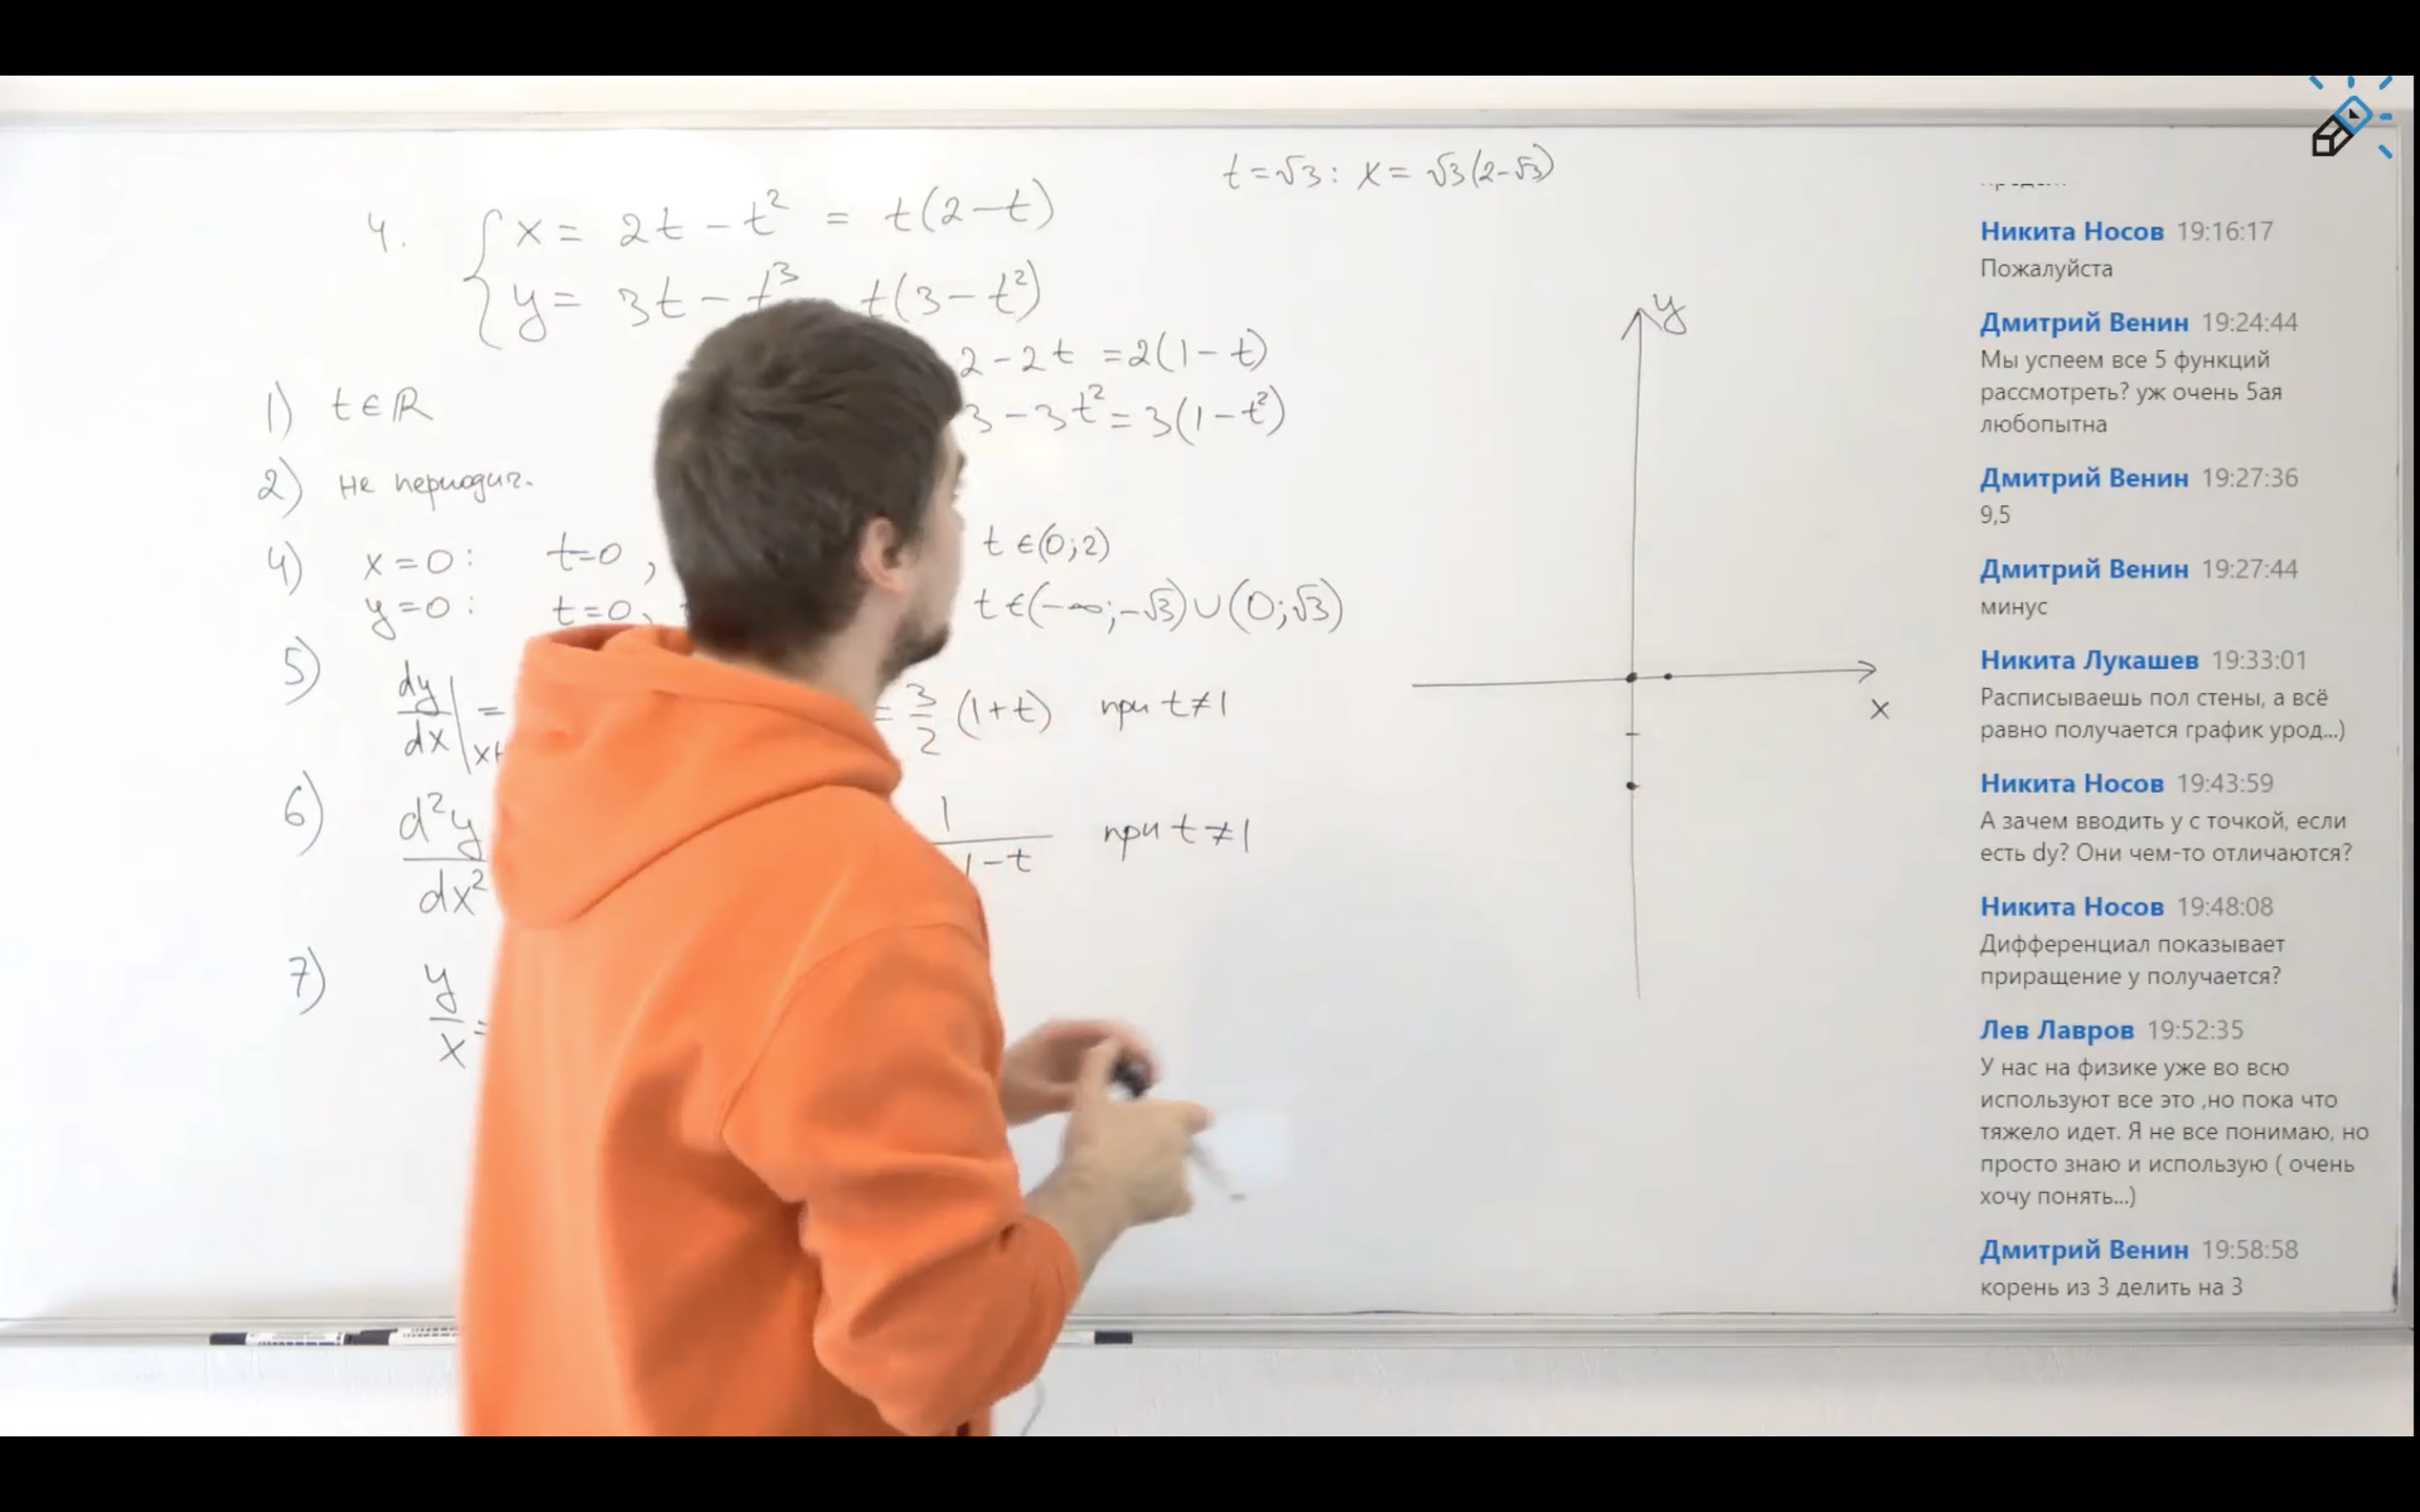 t=√3: x= √3(2-√3)
4. { x = 2t - t² = t(2-t)
y = 3t - t³ t(3-t²)
2-2t = 2(1-t)
1) t∈ℝ
3-3t² = 3(1-t²)
2) не периодич.
4) x=0: t=0, t∈(0;2)
y=0: t=0, t∈(-∞;-√3)∪(0;√3)
5) dy/dx | = = 3/2 (1+t) при t≠1
6) d²y/dx² 1/1-t при t≠1
7) y/x =
y
x
Никита Носов 19:16:17
Пожалуйста
Дмитрий Венин 19:24:44
Мы успеем все 5 функций
рассмотреть? уж очень 5ая
любопытна
Дмитрий Венин 19:27:36
9,5
Дмитрий Венин 19:27:44
минус
Никита Лукашев 19:33:01
Расписываешь пол стены, а всё
равно получается график урод...)
Никита Носов 19:43:59
А зачем вводить у с точкой, если
есть dy? Они чем-то отличаются?
Никита Носов 19:48:08
Дифференциал показывает
приращение у получается?
Лев Лавров 19:52:35
У нас на физике уже во всю
используют все это ,но пока что
тяжело идет. Я не все понимаю, но
просто знаю и использую ( очень
хочу понять...)
Дмитрий Венин 19:58:58
корень из 3 делить на 3